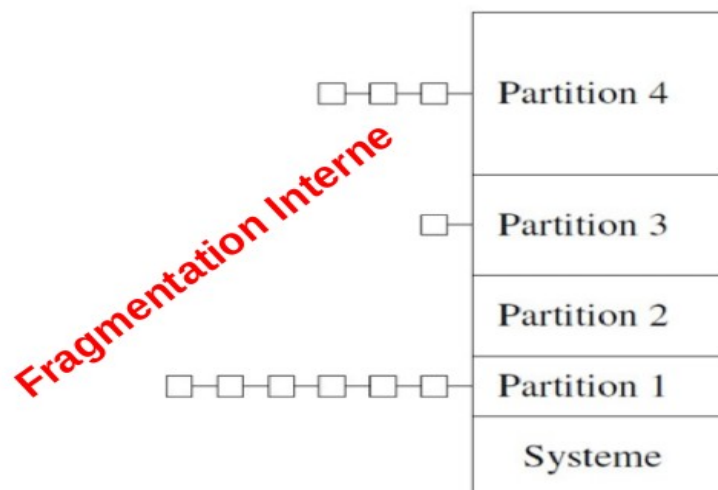 Partition 4
Fragmentation Interne
Partition 3
Partition 2
Partition 1
Systeme